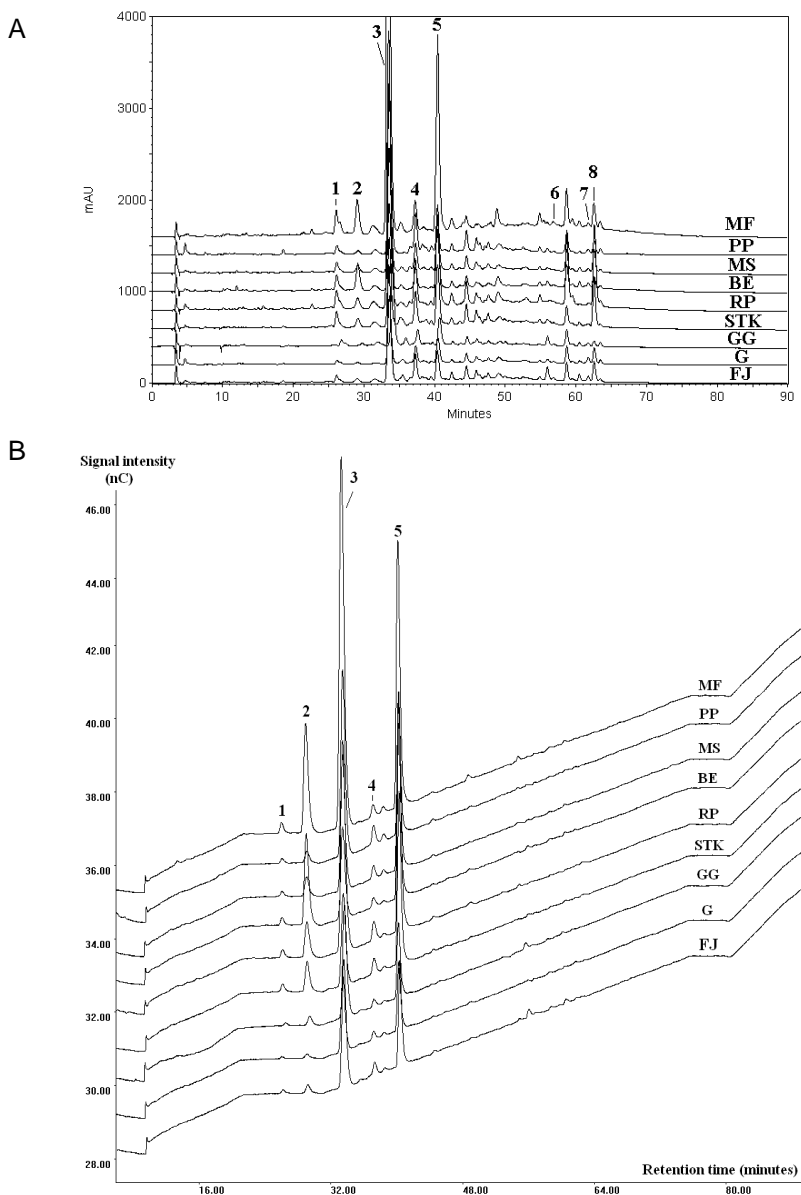 A
4000
3000
2000
1000
0
mAU
3
5
1
2
4
6
7
8
MF
PP
MS
BE
RP
STK
GG
G
FJ
0 10 20 30 40 50 60 70 80 90
Minutes
B
Signal intensity
(nC)
46.00
44.00
42.00
40.00
38.00
36.00
34.00
32.00
30.00
28.00
3
5
2
1
4
MF
PP
MS
BE
RP
STK
GG
G
FJ
Retention time (minutes)
16.00 32.00 48.00 64.00 80.00